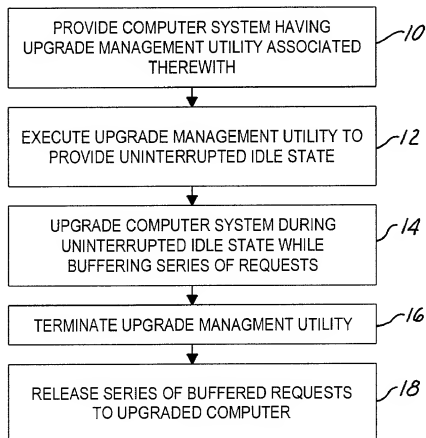 PROVIDE COMPUTER SYSTEM HAVING
UPGRADE MANAGEMENT UTILITY ASSOCIATED
THEREWITH
10
EXECUTE UPGRADE MANAGEMENT UTILITY TO
PROVIDE UNINTERRUPTED IDLE STATE
12
UPGRADE COMPUTER SYSTEM DURING
UNINTERRUPTED IDLE STATE WHILE
BUFFERING SERIES OF REQUESTS
14
TERMINATE UPGRADE MANAGMENT UTILITY
16
RELEASE SERIES OF BUFFERED REQUESTS
TO UPGRADED COMPUTER
18